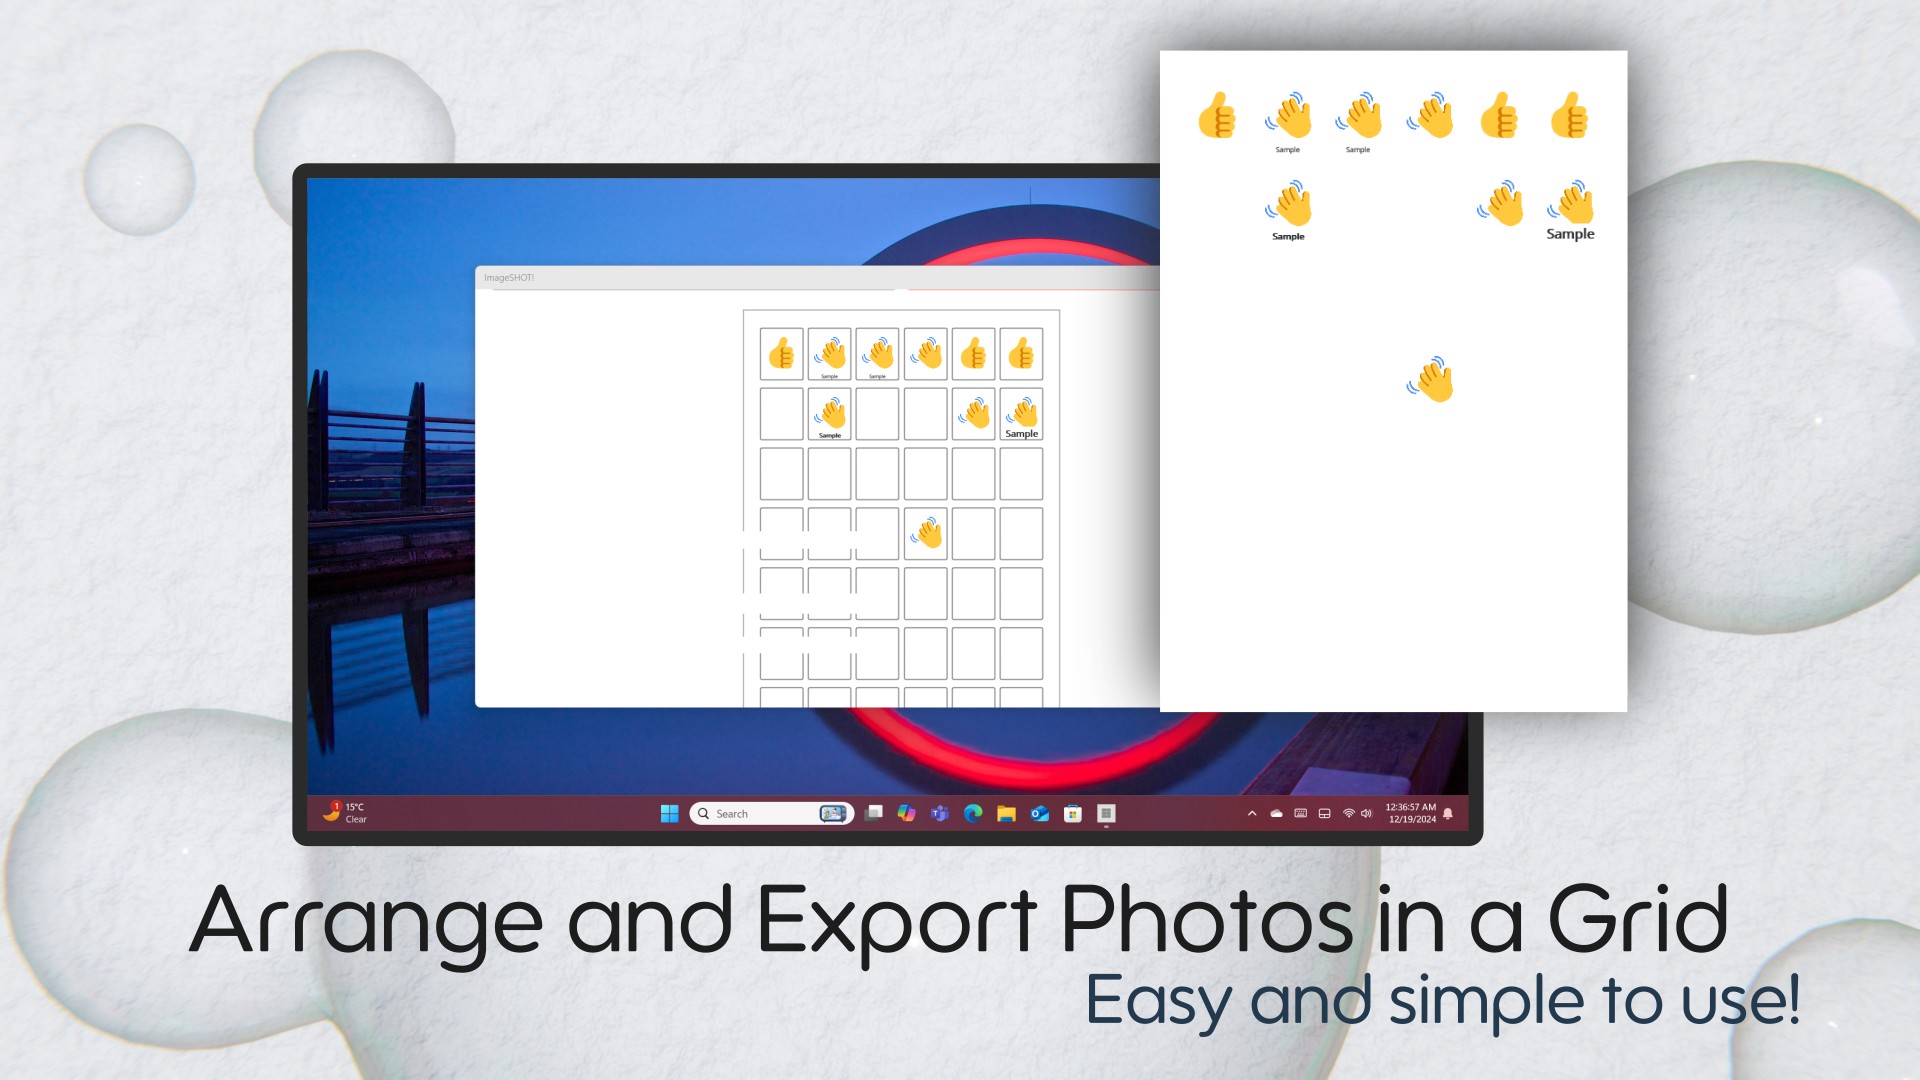 Sample Sample
Sample Sample
ImageSHOT!
Sample Sample
Sample Sample
1 15°C
Clear
Search
12:36:57 AM
12/19/2024
Arrange and Export Photos in a Grid
Easy and simple to use!